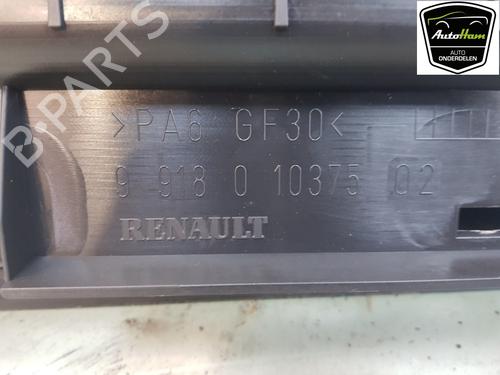 AutoHam
AUTO
ONDERDELEN
B-PARTS
>PA6 GF30<
9 918 0 10375 02
RENAULT